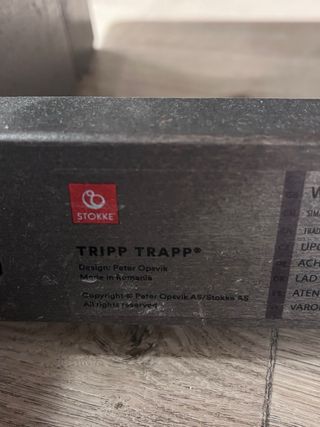 STOKKE
TRIPP TRAPP®
Design: Peter Opsvik
Made in Romania
Copyright © Peter Opsvik AS/Stokke AS
All rights reserved
UPO
ACH
LAD
ATEN
VARO